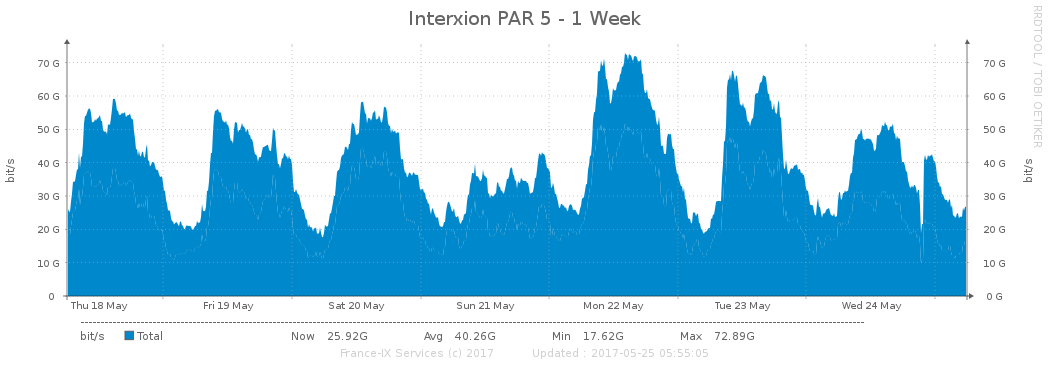 Interxion PAR 5 - 1 Week
RRDTOOL / TOBI OETIKER
bit/s
70 G 70 G
60 G 60 G
50 G 50 G
40 G 40 G
30 G 30 G
20 G 20 G
10 G 10 G
0 0 G
bit/s
Thu 18 May Fri 19 May Sat 20 May Sun 21 May Mon 22 May Tue 23 May Wed 24 May
bit/s Total Now 25.92G Avg 40.26G Min 17.62G Max 72.89G
France-IX Services (c) 2017 Updated : 2017-05-25 05:55:05